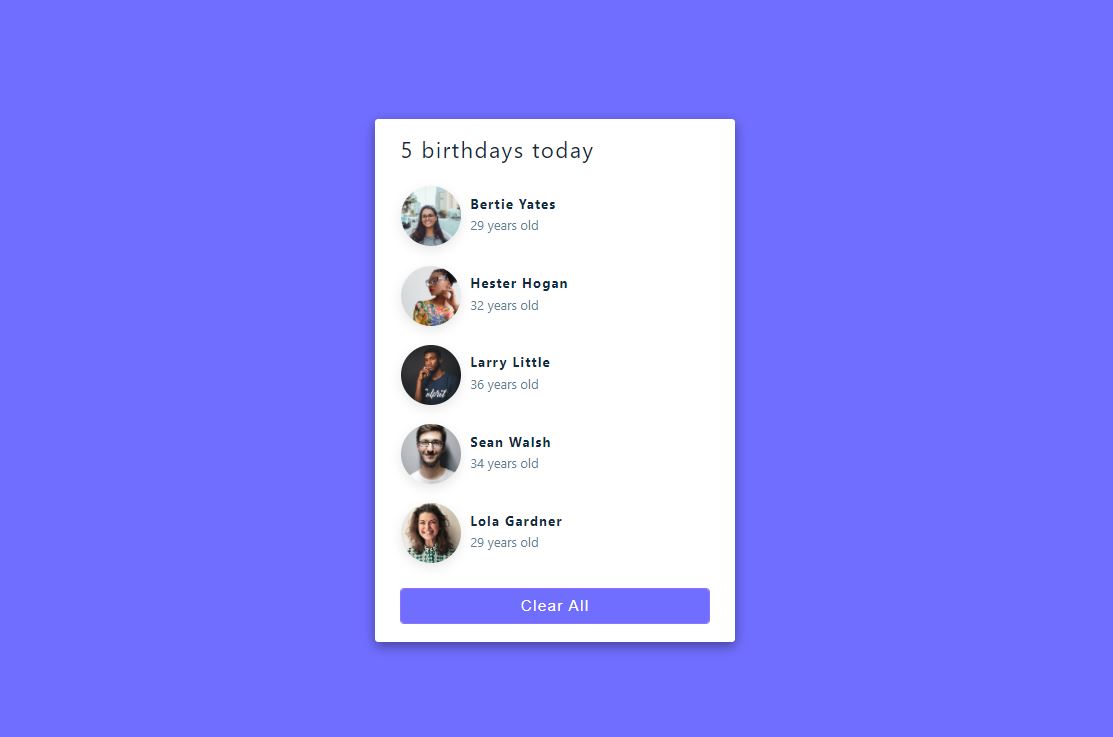 5 birthdays today
Bertie Yates
29 years old
Hester Hogan
32 years old
Larry Little
36 years old
Sean Walsh
34 years old
Lola Gardner
29 years old
Clear All